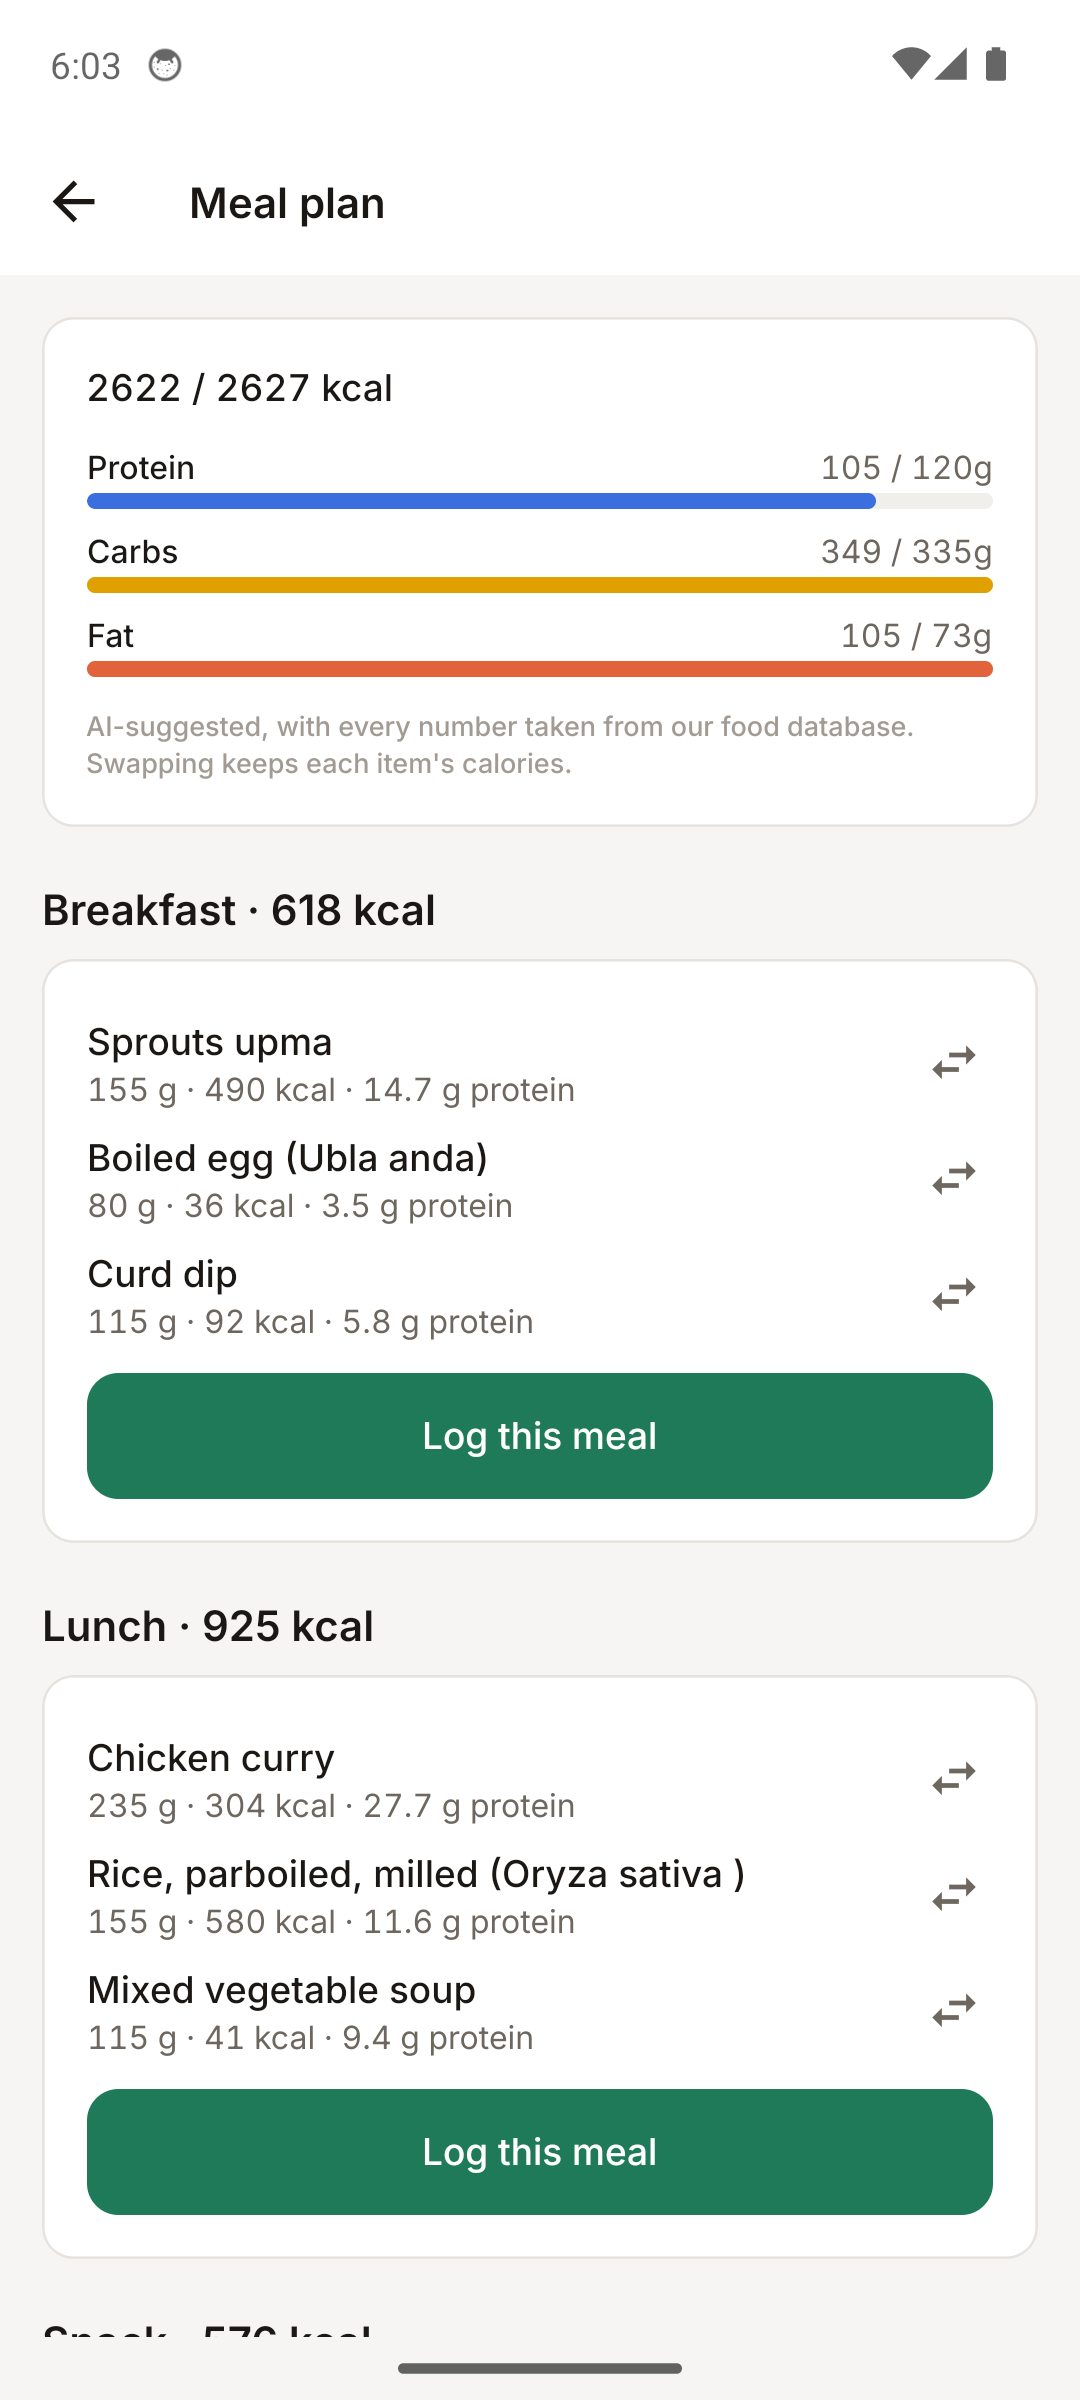 6:03
Meal plan
2622 / 2627 kcal
Protein 105 / 120g
Carbs 349 / 335g
Fat 105 / 73g
AI-suggested, with every number taken from our food database.
Swapping keeps each item's calories.
Breakfast · 618 kcal
Sprouts upma
155 g · 490 kcal · 14.7 g protein
Boiled egg (Ubla anda)
80 g · 36 kcal · 3.5 g protein
Curd dip
115 g · 92 kcal · 5.8 g protein
Log this meal
Lunch · 925 kcal
Chicken curry
235 g · 304 kcal · 27.7 g protein
Rice, parboiled, milled (Oryza sativa )
155 g · 580 kcal · 11.6 g protein
Mixed vegetable soup
115 g · 41 kcal · 9.4 g protein
Log this meal
Snack · 576 kcal